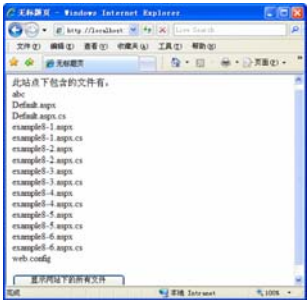 无标题页 - Windows Internet Explorer
http://localhost
Live Search
文件(F) 编辑(E) 查看(V) 收藏夹(A) 工具(T) 帮助(H)
无标题页
页面(P)
此站点下包含的文件有:
abc
Default.aspx
Default.aspx.cs
example8-1.aspx
example8-1.aspx.cs
example8-2.aspx
example8-2.aspx.cs
example8-3.aspx
example8-3.aspx.cs
example8-4.aspx
example8-4.aspx.cs
example8-5.aspx
example8-5.aspx.cs
example8-6.aspx
example8-6.aspx.cs
web.config
显示网站下的所有文件
完成 本地 Intranet 100%